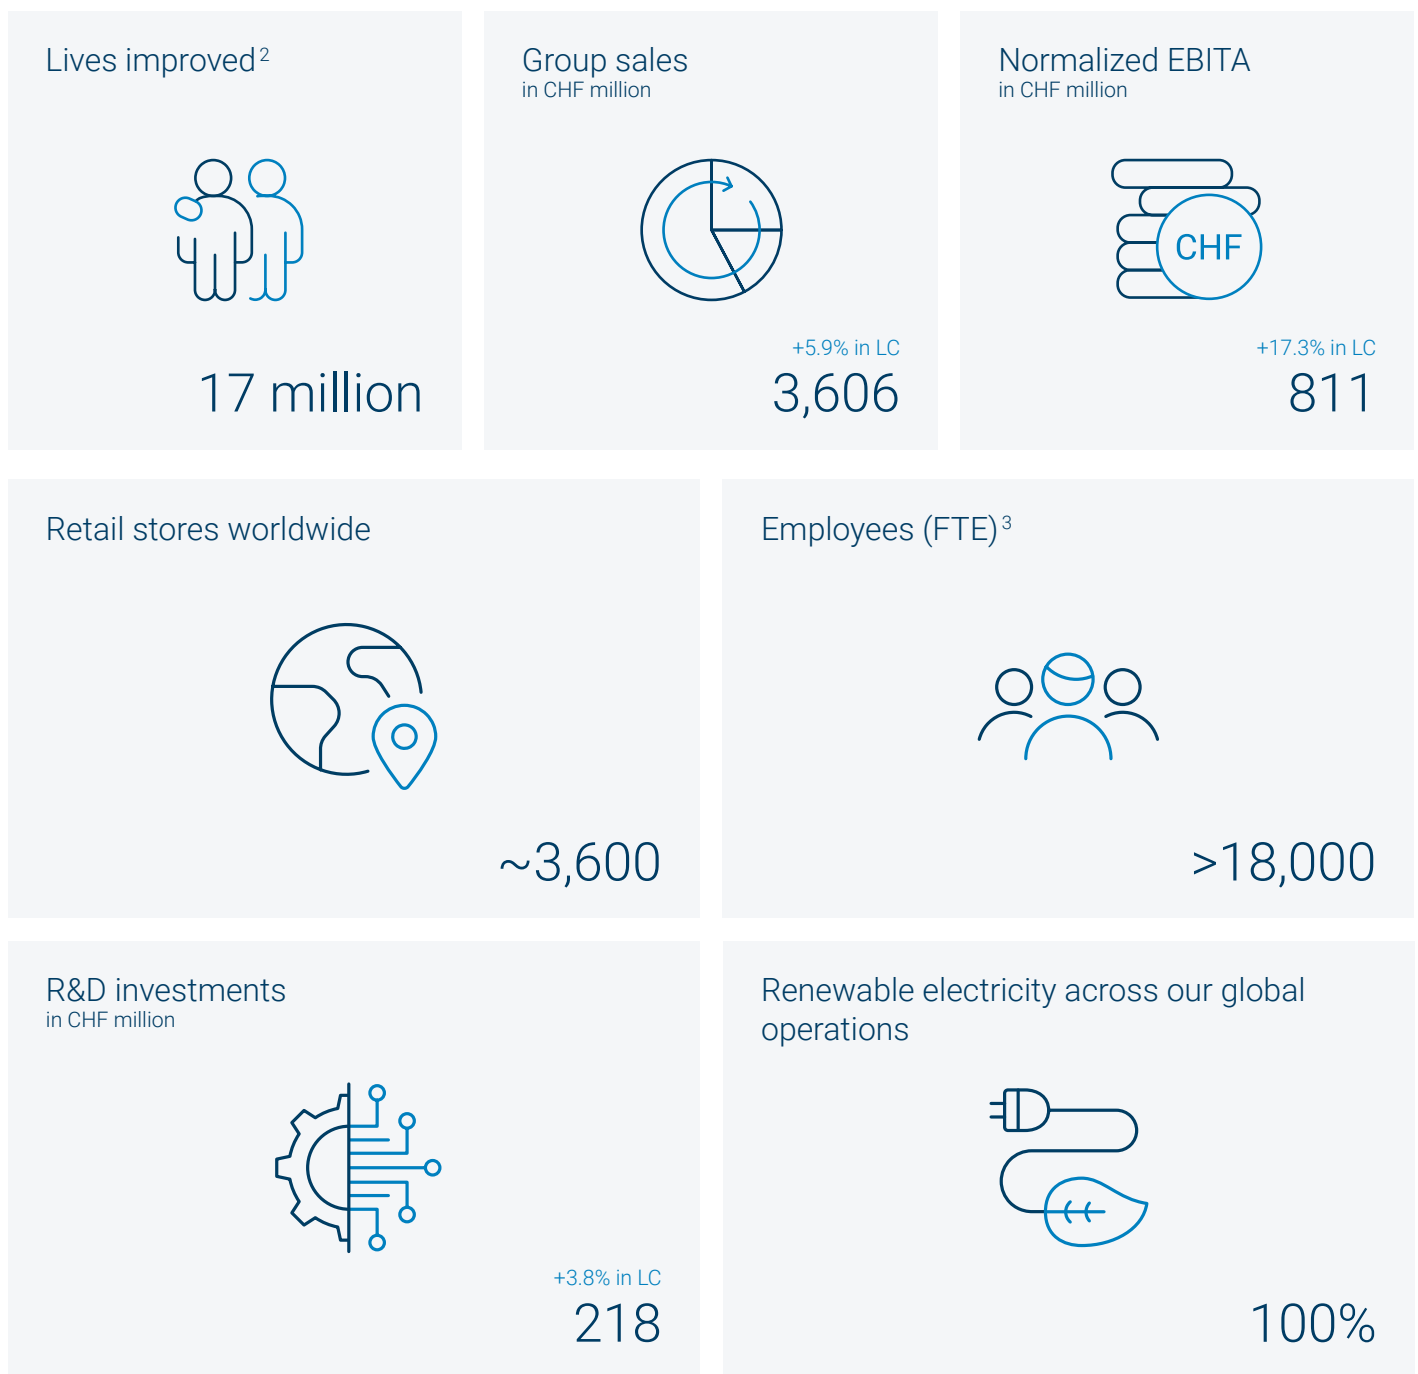 Lives improved²
17 million
Group sales
in CHF million
+5.9% in LC
3,606
Normalized EBITA
in CHF million
CHF
+17.3% in LC
811
Retail stores worldwide
~3,600
Employees (FTE)³
>18,000
R&D investments
in CHF million
+3.8% in LC
218
Renewable electricity across our global
operations
100%